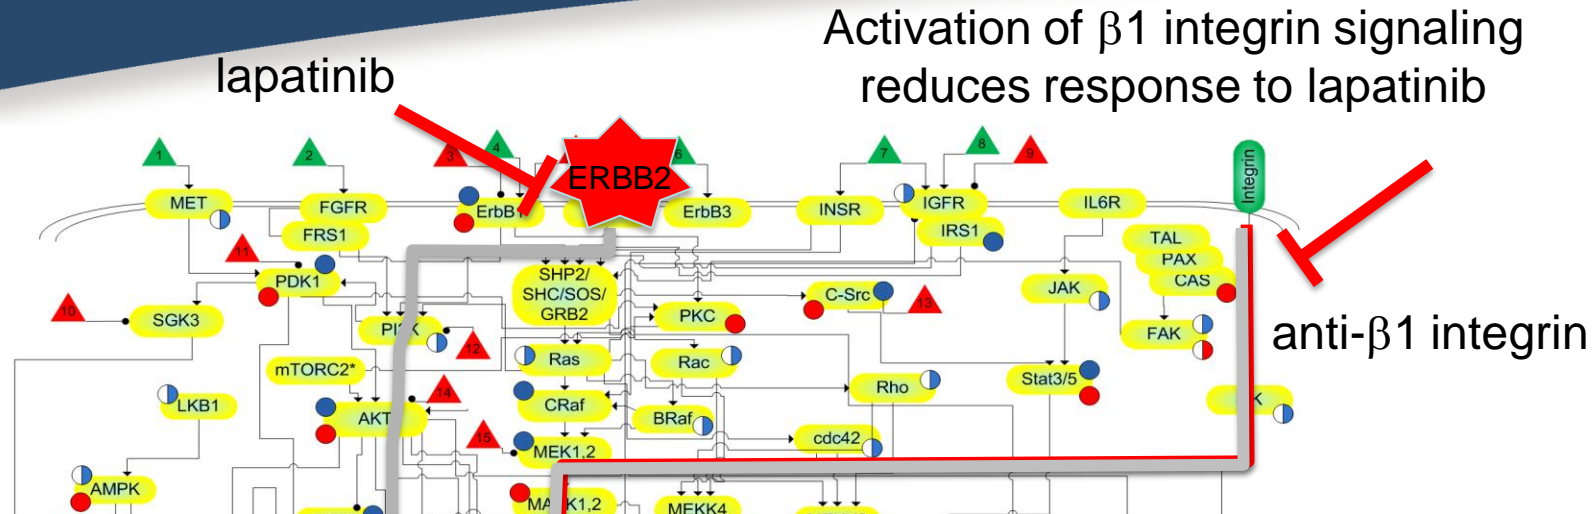 Activation of β1 integrin signaling
reduces response to lapatinib
lapatinib
1
2
3
4
6
7
8
9
ERBB2
Integrin
MET
FGFR
ErbB1
ErbB3
INSR
IGFR
IL6R
FRS1
IRS1
TAL
PAX
CAS
11
PDK1
SHP2/
SHC/SOS/
GRB2
C-Src
13
JAK
10
SGK3
PI3K
12
PKC
FAK
anti-β1 integrin
mTORC2*
Ras
Rac
Rho
Stat3/5
LKB1
14
AKT
CRaf
BRaf
15
MEK1,2
cdc42
AMPK
MEKK4